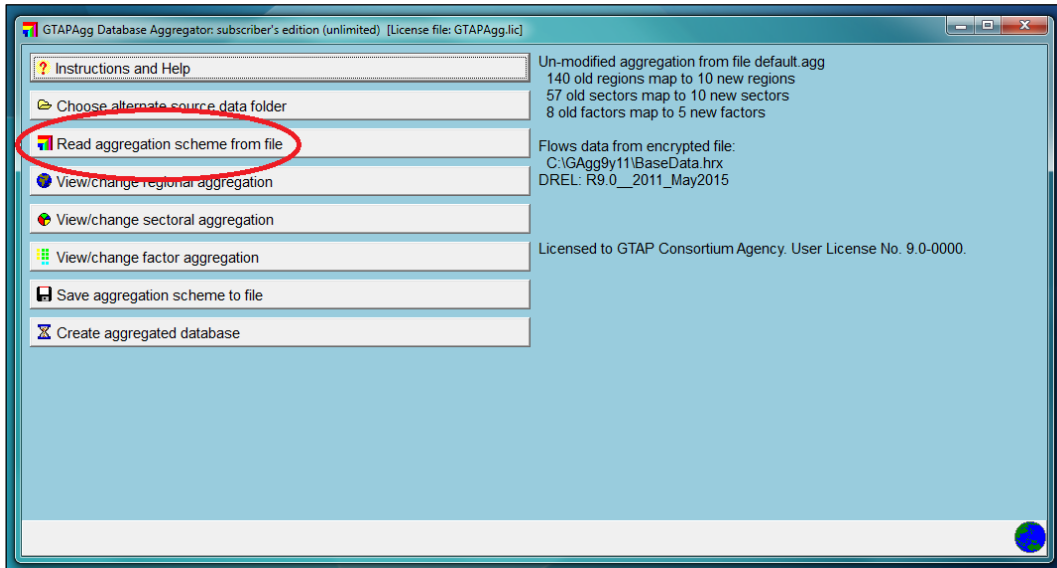 GTAPAgg Database Aggregator: subscriber's edition (unlimited) [License file: GTAPAgg.lic]
? Instructions and Help
Choose alternate source data folder
Read aggregation scheme from file
View/change regional aggregation
View/change sectoral aggregation
View/change factor aggregation
Save aggregation scheme to file
Create aggregated database
Un-modified aggregation from file default.agg
140 old regions map to 10 new regions
57 old sectors map to 10 new sectors
8 old factors map to 5 new factors
Flows data from encrypted file:
C:\GAgg9y11\BaseData.hrx
DREL: R9.0__2011_May2015
Licensed to GTAP Consortium Agency. User License No. 9.0-0000.